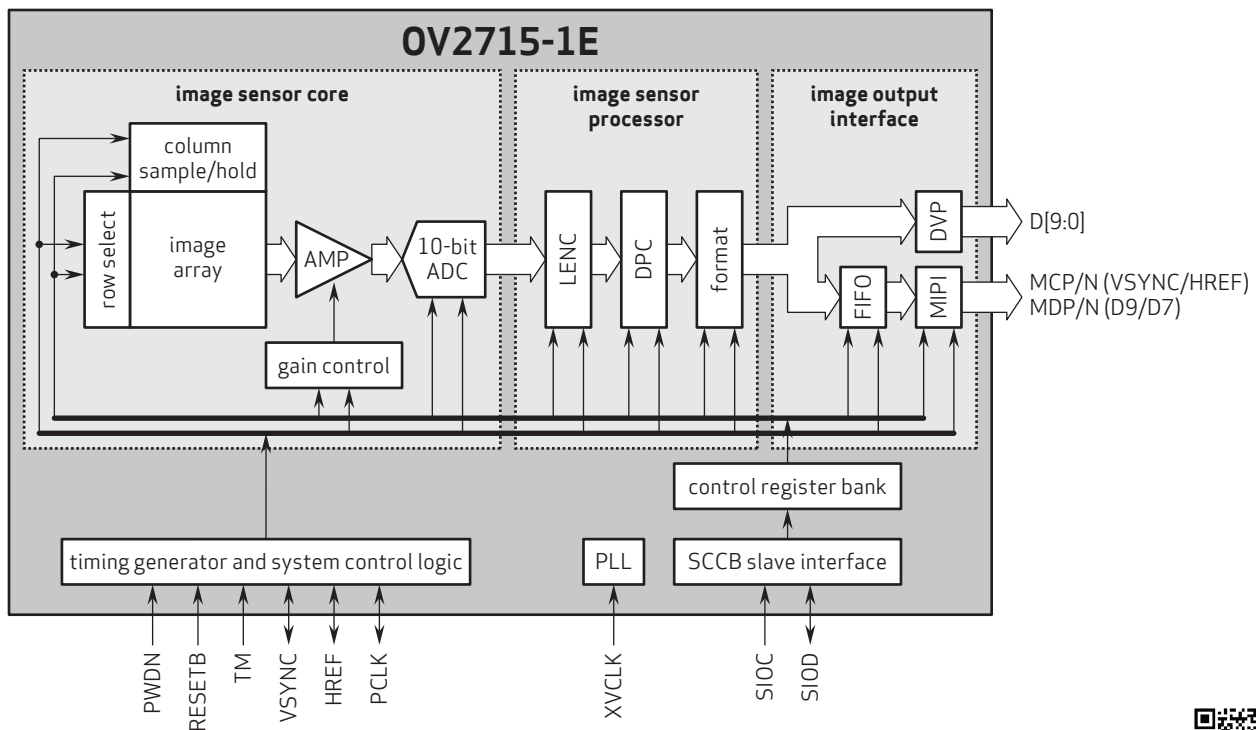 OV2715-1E
image sensor core
image sensor
processor
image output
interface
column
sample/hold
row select
image
array
AMP
10-bit
ADC
gain control
LENC
DPC
format
DVP
FIFO
MIPI
D[9:0]
MCP/N (VSYNC/HREF)
MDP/N (D9/D7)
control register bank
timing generator and system control logic
PLL
SCCB slave interface
PWDN
RESETB
TM
VSYNC
HREF
PCLK
XVCLK
SIOC
SIOD